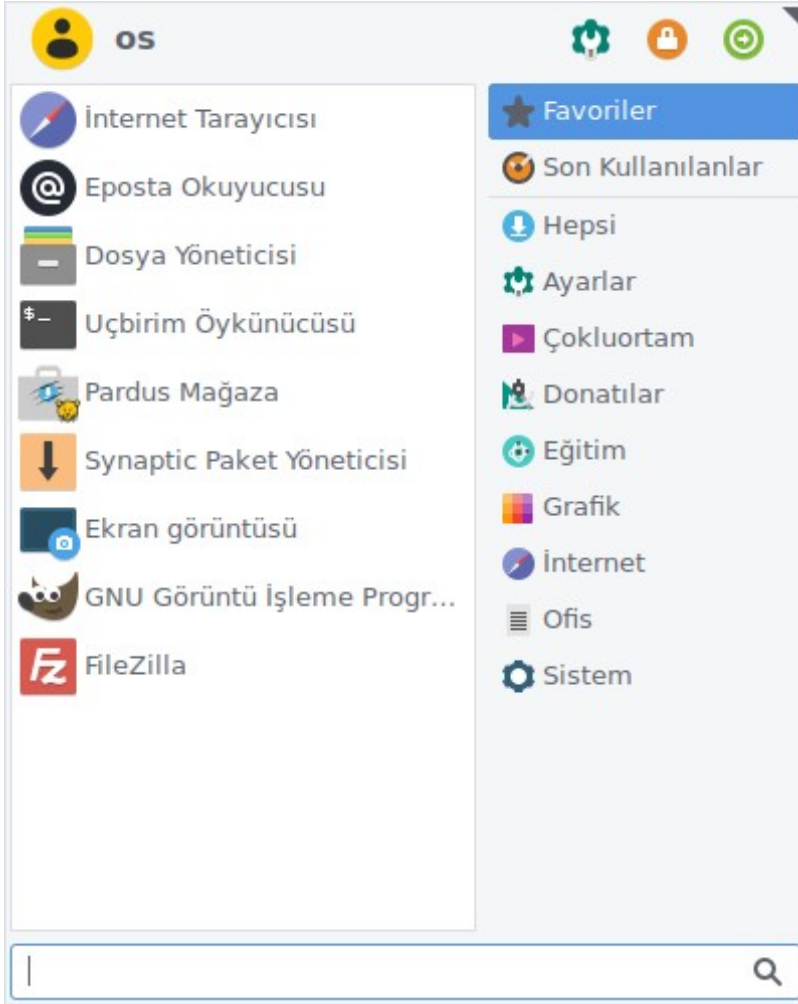 os
İnternet Tarayıcısı
Eposta Okuyucusu
Dosya Yöneticisi
$_
Uçbirim Öykünücüsü
Pardus Mağaza
Synaptic Paket Yöneticisi
Ekran görüntüsü
GNU Görüntü İşleme Progr...
Fz
FileZilla
Favoriler
Son Kullanılanlar
Hepsi
Ayarlar
Çokluortam
Donatılar
Eğitim
Grafik
İnternet
Ofis
Sistem